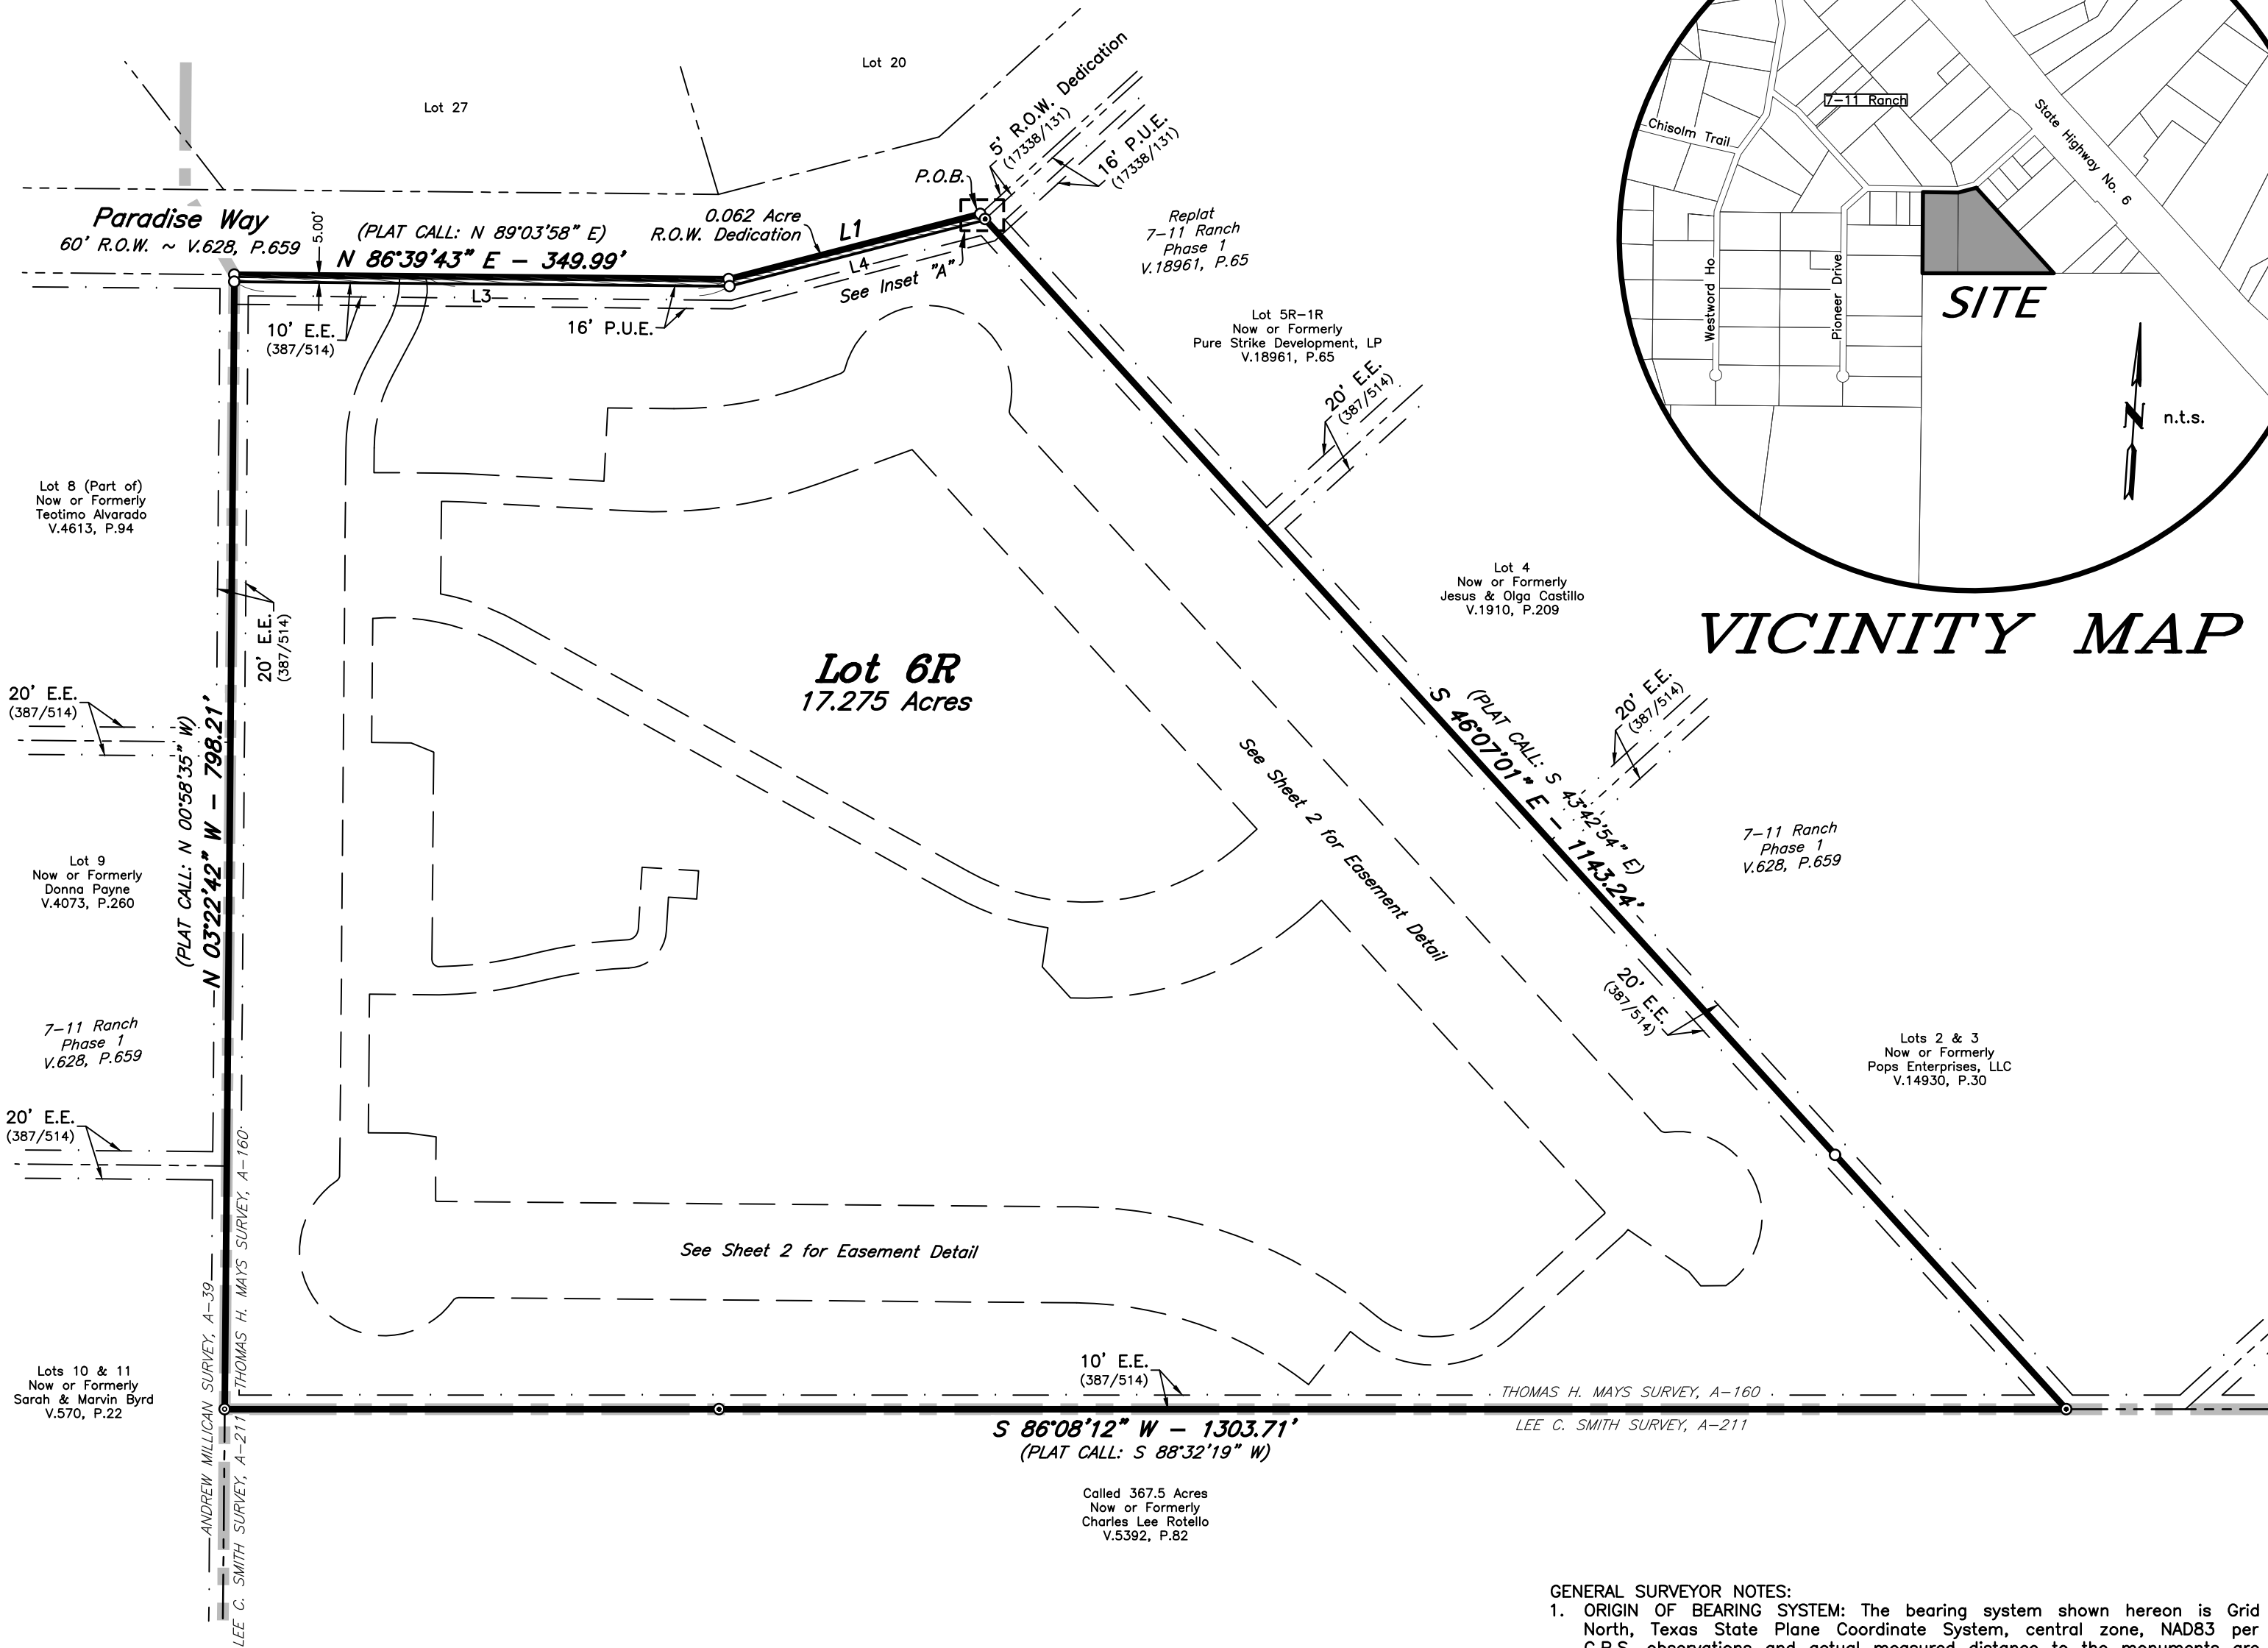 Lot 20
Lot 27
5' R.O.W. Dedication
(17338/131)
16' P.U.E.
(17338/131)
P.O.B.
Paradise Way
60' R.O.W. ~ V.628, P.659
5.00'
(PLAT CALL: N 89°03'58" E)
N 86°39'43" E - 349.99'
0.062 Acre
R.O.W. Dedication
L1
L4
See Inset "A"
L3
10' E.E.
(387/514)
16' P.U.E.
Replat
7-11 Ranch
Phase 1
V.18961, P.65
Lot 5R-1R
Now or Formerly
Pure Strike Development, LP
V.18961, P.65
20' E.E.
(387/514)
7-11 Ranch
Chisolm Trail
State Highway No. 6
Westword Ho
Pioneer Drive
SITE
N
n.t.s.
VICINITY MAP
Lot 8 (Part of)
Now or Formerly
Teotimo Alvarado
V.4613, P.94
20' E.E.
(387/514)
Lot 4
Now or Formerly
Jesus & Olga Castillo
V.1910, P.209
Lot 6R
17.275 Acres
20' E.E.
(387/514)
(PLAT CALL: N 00°58'35" W)
N 03°22'42" W - 798.21'
(PLAT CALL: S 43°42'54" E)
S 46°07'01" E - 1143.24'
20' E.E.
(387/514)
See Sheet 2 for Easement Detail
7-11 Ranch
Phase 1
V.628, P.659
Lot 9
Now or Formerly
Donna Payne
V.4073, P.260
20' E.E.
(387/514)
7-11 Ranch
Phase 1
V.628, P.659
Lots 2 & 3
Now or Formerly
Pops Enterprises, LLC
V.14930, P.30
20' E.E.
(387/514)
THOMAS H. MAYS SURVEY, A-160
ANDREW MILLICAN SURVEY, A-39
LEE C. SMITH SURVEY, A-211
See Sheet 2 for Easement Detail
Lots 10 & 11
Now or Formerly
Sarah & Marvin Byrd
V.570, P.22
10' E.E.
(387/514)
THOMAS H. MAYS SURVEY, A-160
LEE C. SMITH SURVEY, A-211
S 86°08'12" W - 1303.71'
(PLAT CALL: S 88°32'19" W)
Called 367.5 Acres
Now or Formerly
Charles Lee Rotello
V.5392, P.82
GENERAL SURVEYOR NOTES:
1. ORIGIN OF BEARING SYSTEM: The bearing system shown hereon is Grid
North, Texas State Plane Coordinate System, central zone, NAD83 per
G.P.S. observations and actual measured distance to the monuments are